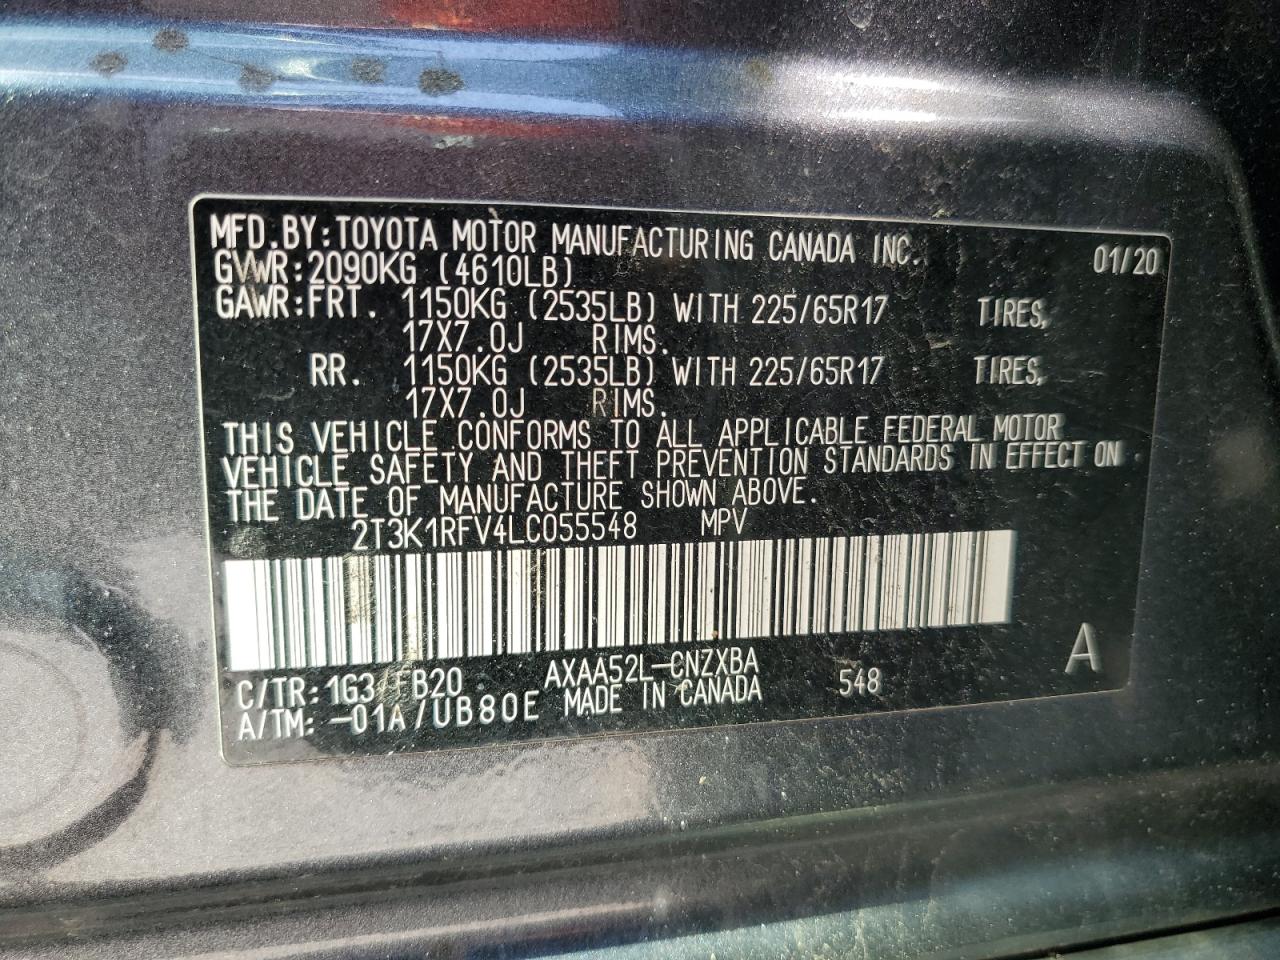 MFD.BY:TOYOTA MOTOR MANUFACTURING CANADA INC. 01/20
GVWR:2090KG (4610LB)
GAWR:FRT. 1150KG (2535LB) WITH 225/65R17 TIRES,
17X7.0J RIMS.
RR. 1150KG (2535LB) WITH 225/65R17 TIRES,
17X7.0J RIMS.
THIS VEHICLE CONFORMS TO ALL APPLICABLE FEDERAL MOTOR
VEHICLE SAFETY AND THEFT PREVENTION STANDARDS IN EFFECT ON
THE DATE OF MANUFACTURE SHOWN ABOVE.
2T3K1RFV4LC055548 MPV
A
C/TR:1G3 FB20 AXAA52L-CNZXBA 548
A/TM:-01A/UB80E MADE IN CANADA